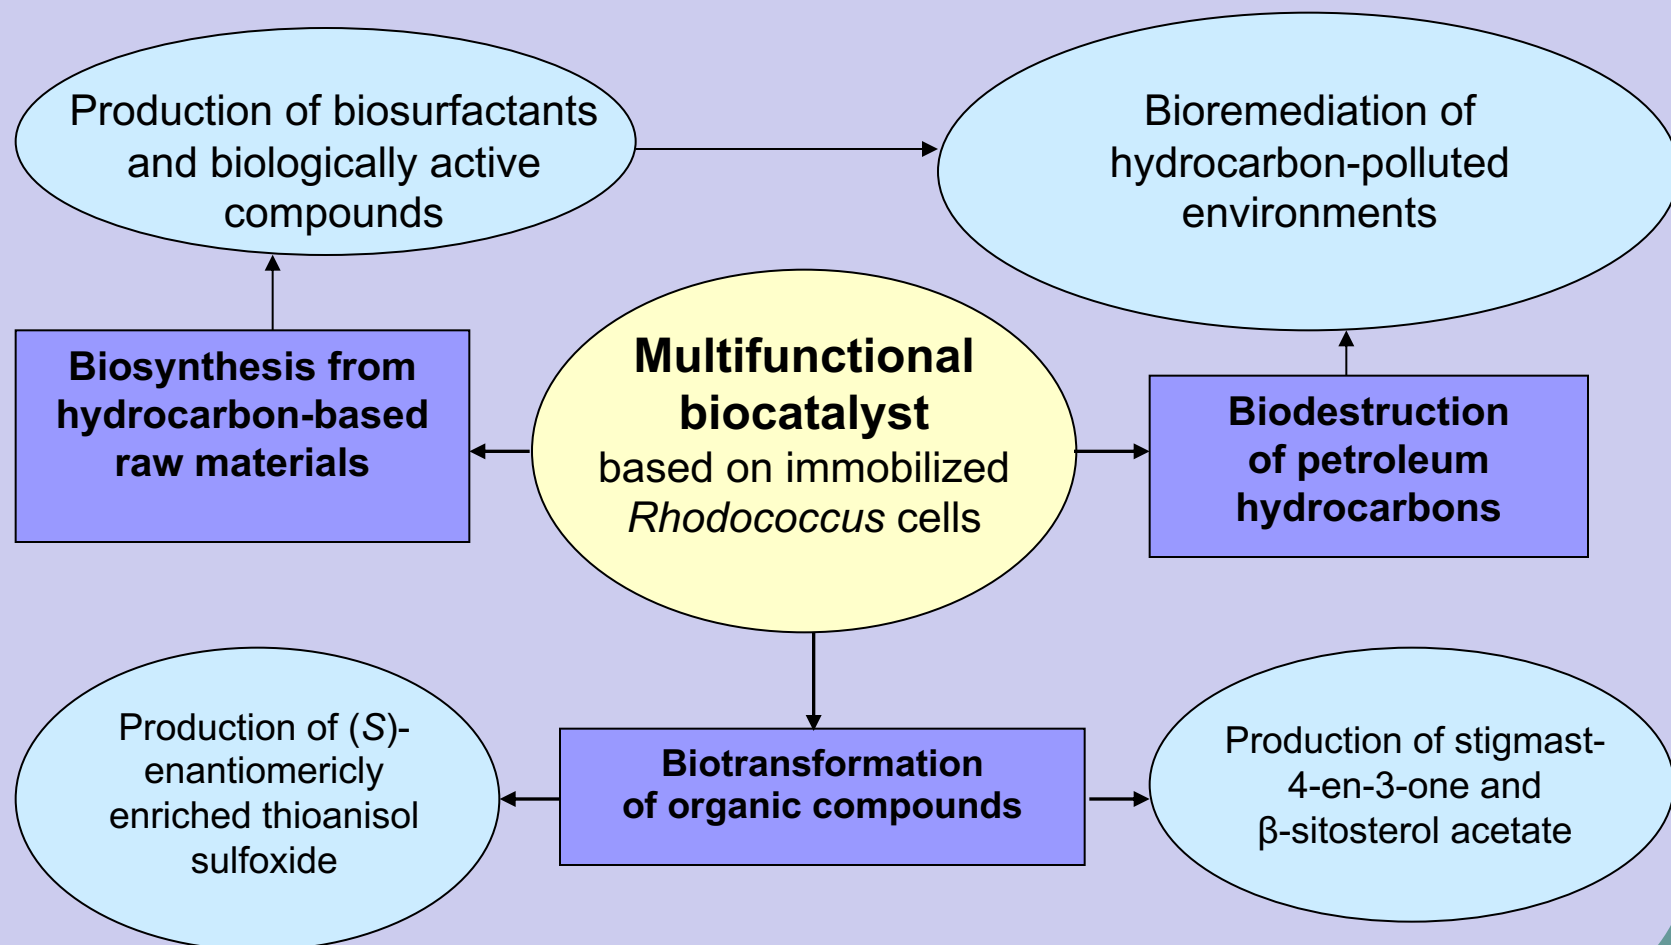 Production of biosurfactants
and biologically active
compounds
Bioremediation of
hydrocarbon-polluted
environments
Biosynthesis from
hydrocarbon-based
raw materials
Multifunctional
biocatalyst
based on immobilized
Rhodococcus cells
Biodestruction
of petroleum
hydrocarbons
Production of (S)-
enantiomericly
enriched thioanisol
sulfoxide
Biotransformation
of organic compounds
Production of stigmast-
4-en-3-one and
β-sitosterol acetate